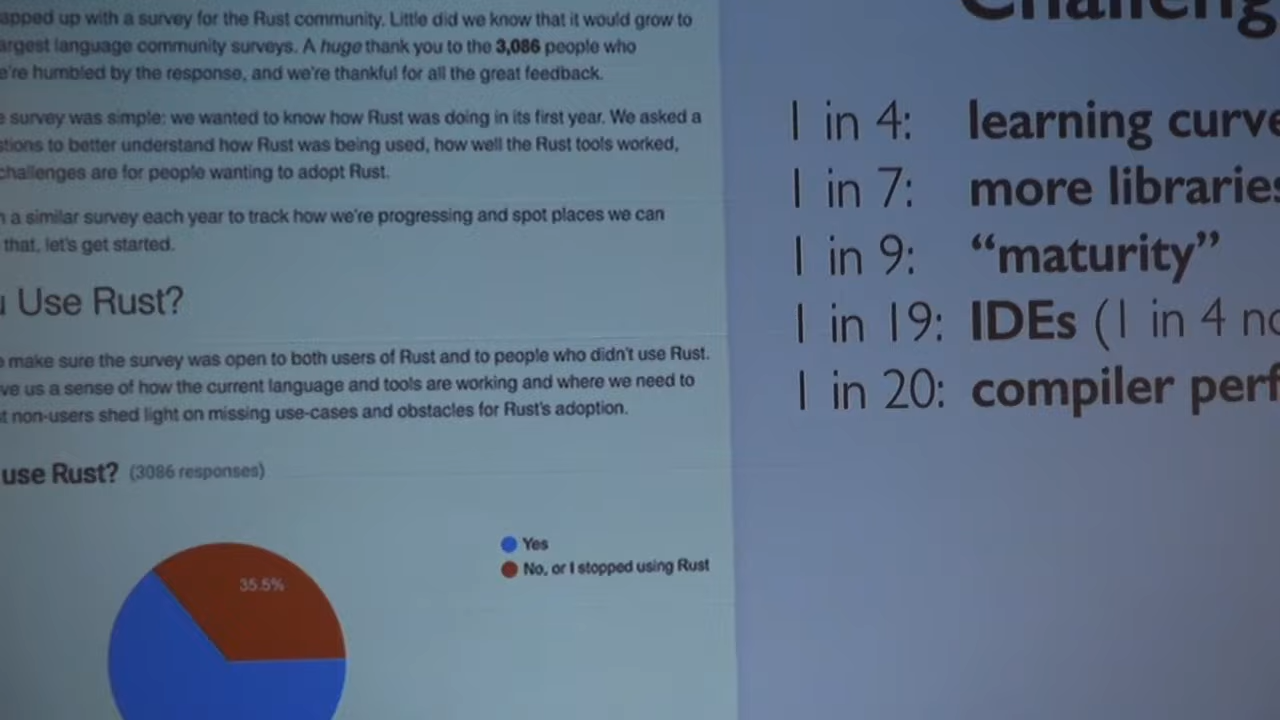 apped up with a survey for the Rust community. Little did we know that it would grow to
argest language community surveys. A huge thank you to the 3,086 people who
e're humbled by the response, and we're thankful for all the great feedback.
e survey was simple: we wanted to know how Rust was doing in its first year. We asked a
stions to better understand how Rust was being used, how well the Rust tools worked,
challenges are for people wanting to adopt Rust.
n a similar survey each year to track how we're progressing and spot places we can
that, let's get started.
u Use Rust?
o make sure the survey was open to both users of Rust and to people who didn't use Rust.
ve us a sense of how the current language and tools are working and where we need to
t non-users shed light on missing use-cases and obstacles for Rust's adoption.
use Rust? (3086 responses)
35.5%
Yes
No, or I stopped using Rust
Challeng
1 in 4: learning curve
1 in 7: more libraries
1 in 9: “maturity”
1 in 19: IDEs (1 in 4 no
1 in 20: compiler perf